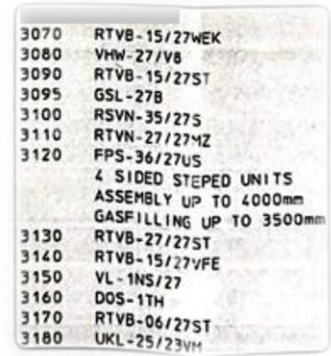 3070 RTVB-15/27WEK
3080 VHW-27/V8
3090 RTVB-15/27ST
3095 GSL-27B
3100 RSVN-35/27S
3110 RTVN-27/27MZ
3120 FPS-36/27US
4 SIDED STEPED UNITS
ASSEMBLY UP TO 4000mm
GASFILLING UP TO 3500mm
3130 RTVB-27/27ST
3140 RTVB-15/27VFE
3150 VL-1NS/27
3160 DOS-1TH
3170 RTVB-06/27ST
3180 UKL-25/23VM